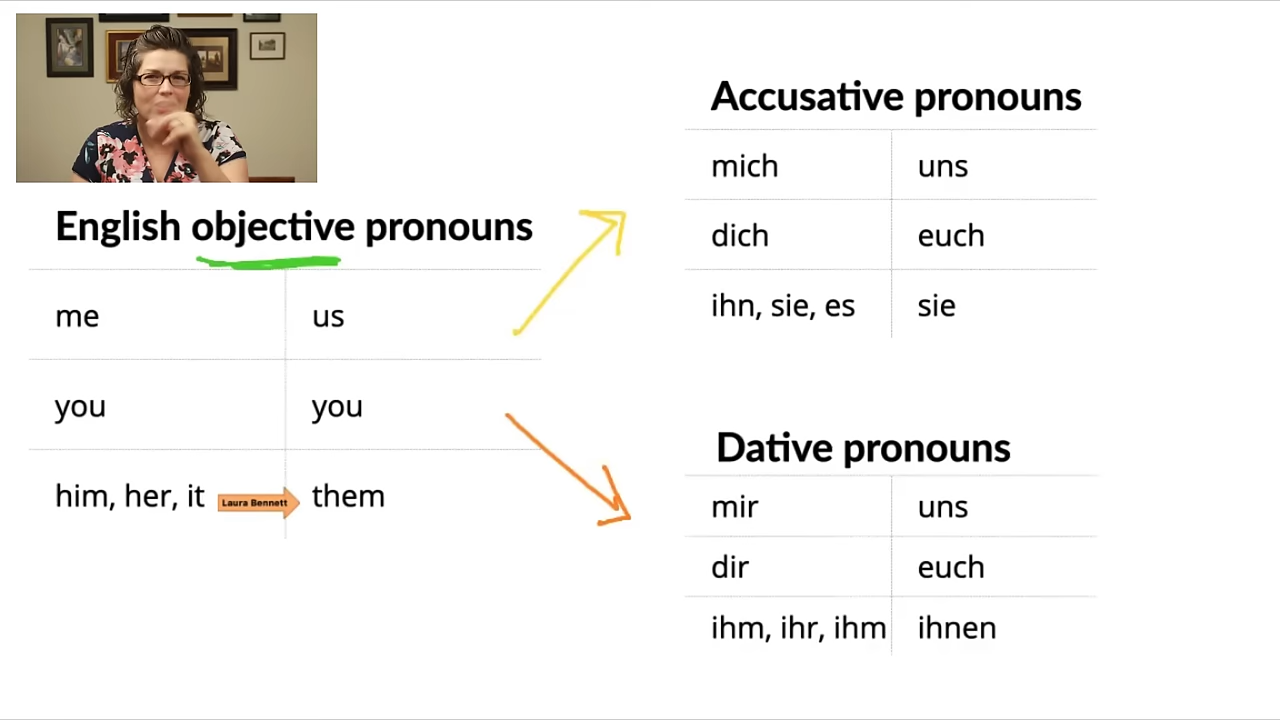 English objective pronouns
me us
you you
him, her, it Laura Bennett them
Accusative pronouns
mich uns
dich euch
ihn, sie, es sie
Dative pronouns
mir uns
dir euch
ihm, ihr, ihm ihnen